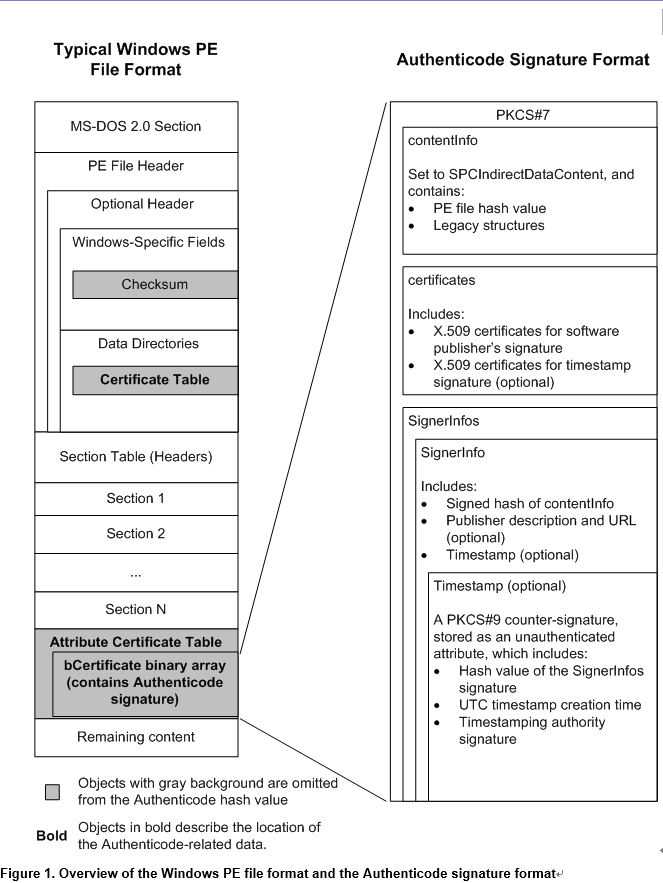 Typical Windows PE
File Format
MS-DOS 2.0 Section
PE File Header
Optional Header
Windows-Specific Fields
Checksum
Data Directories
Certificate Table
Section Table (Headers)
Section 1
Section 2
...
Section N
Attribute Certificate Table
bCertificate binary array
(contains Authenticode
signature)
Remaining content
Authenticode Signature Format
PKCS#7
contentInfo
Set to SPCIndirectDataContent, and
contains:
• PE file hash value
• Legacy structures
certificates
Includes:
• X.509 certificates for software
publisher's signature
• X.509 certificates for timestamp
signature (optional)
SignerInfos
SignerInfo
Includes:
• Signed hash of contentInfo
• Publisher description and URL
(optional)
• Timestamp (optional)
Timestamp (optional)
A PKCS#9 counter-signature,
stored as an unauthenticated
attribute, which includes:
• Hash value of the SignerInfos
signature
• UTC timestamp creation time
• Timestamping authority
signature
Objects with gray background are omitted
from the Authenticode hash value
Bold Objects in bold describe the location of
the Authenticode-related data.
Figure 1. Overview of the Windows PE file format and the Authenticode signature format